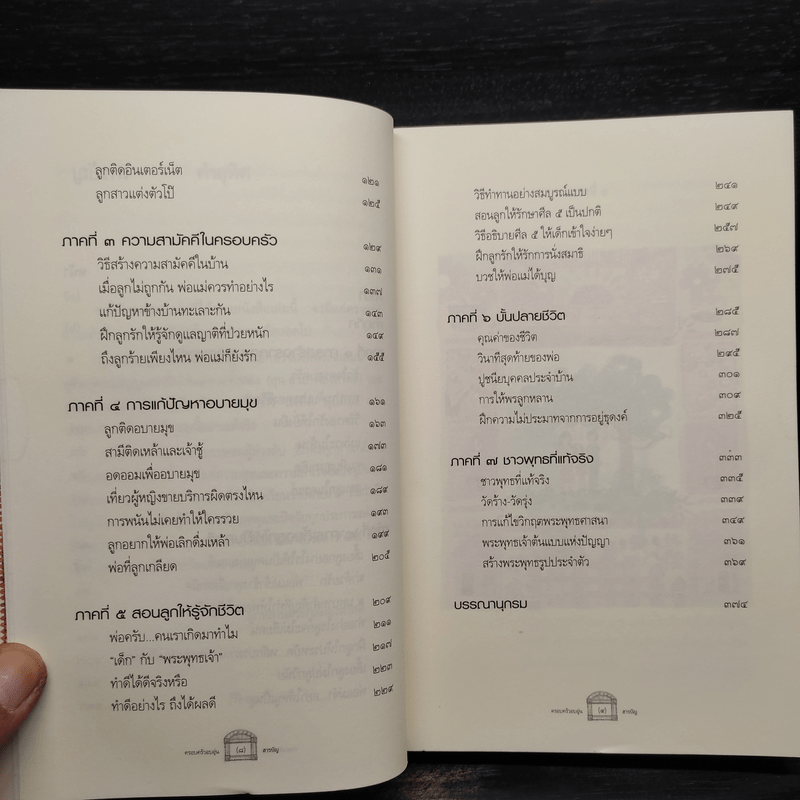 ลูกติดอินเตอร์เน็ต ๑๒๑
ลูกสาวแต่งตัวโป๊ ๑๒๕
ภาคที่ ๓ ความสามัคคีในครอบครัว ๑๒๙
วิธีสร้างความสามัคคีในบ้าน ๑๓๑
เมื่อลูกไม่ถูกกัน พ่อแม่ควรทำอย่างไร ๑๓๗
แก้ปัญหาข้างบ้านทะเลาะกัน ๑๔๓
ฝึกลูกรักให้รู้จักดูแลญาติที่ป่วยหนัก ๑๔๙
ถึงลูกร้ายเพียงไหน พ่อแม่ก็ยังรัก ๑๕๕
ภาคที่ ๔ การแก้ปัญหาอบายมุข ๑๖๑
ลูกติดอบายมุข ๑๖๓
สามีติดเหล้าและเจ้าชู้ ๑๗๓
อดออมเพื่ออบายมุข ๑๘๑
เที่ยวผู้หญิงขายบริการผิดตรงไหน ๑๘๙
การพนันไม่เคยทำให้ใครรวย ๑๙๓
ลูกอยากให้พ่อเลิกดื่มเหล้า ๑๙๙
พ่อที่ลูกเกลียด ๒๐๕
ภาคที่ ๕ สอนลูกให้รู้จักชีวิต ๒๐๙
พ่อครับ...คนเราเกิดมาทำไม ๒๑๑
"เด็ก" กับ "พระพุทธเจ้า" ๒๑๗
ทำดีได้ดีจริงหรือ ๒๒๓
ทำดีอย่างไร ถึงได้ผลดี ๒๒๙
ครอบครัวอบอุ่น (๘) สารบัญ
วิธีทำทานอย่างสมบูรณ์แบบ ๒๔๑
สอนลูกให้รักษาศีล ๕ เป็นปกติ ๒๔๙
วิธีอธิบายศีล ๕ ให้เด็กเข้าใจง่ายๆ ๒๕๗
ฝึกลูกรักให้รักการนั่งสมาธิ ๒๖๙
บวชให้พ่อแม่ได้บุญ ๒๗๕
ภาคที่ ๖ บั้นปลายชีวิต ๒๘๕
คุณค่าของชีวิต ๒๘๗
วินาทีสุดท้ายของพ่อ ๒๙๕
ปูชนียบุคคลประจำบ้าน ๓๐๑
การให้พรลูกหลาน ๓๐๙
ฝึกความไม่ประมาทจากการอยู่ธุดงค์ ๓๒๕
ภาคที่ ๗ ชาวพุทธที่แท้จริง ๓๓๓
ชาวพุทธที่แท้จริง ๓๓๕
วัดร้าง-วัดรุ่ง ๓๓๙
การแก้ไขวิกฤตพระพุทธศาสนา ๓๔๙
พระพุทธเจ้าต้นแบบแห่งปัญญา ๓๖๑
สร้างพระพุทธรูปประจำตัว ๓๖๙
บรรณานุกรม ๓๗๔
ครอบครัวอบอุ่น (๙) สารบัญ